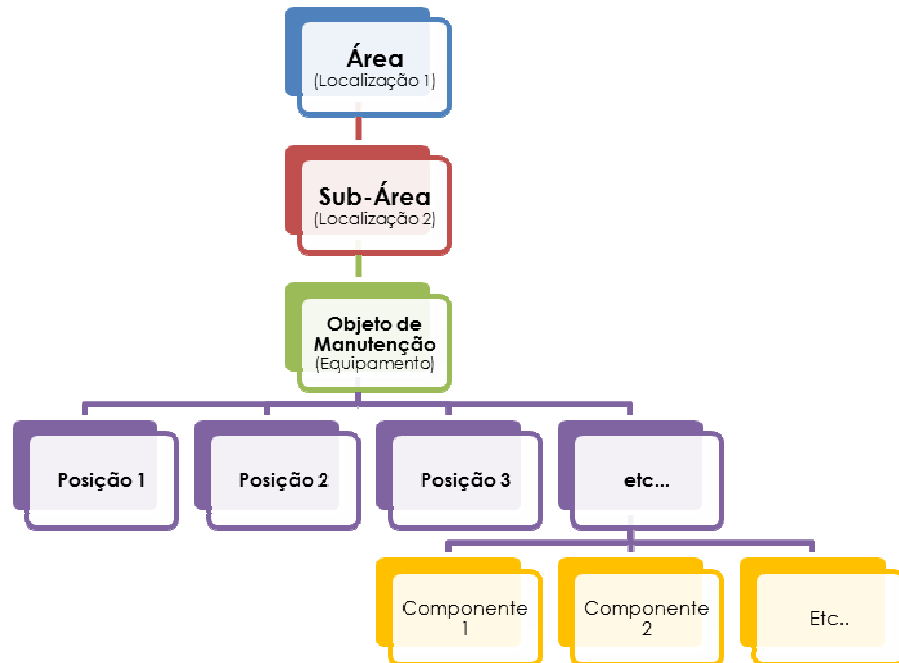 Área
(Localização 1)
Sub-Área
(Localização 2)
Objeto de
Manutenção
(Equipamento)
Posição 1
Posição 2
Posição 3
etc...
Componente
1
Componente
2
Etc..